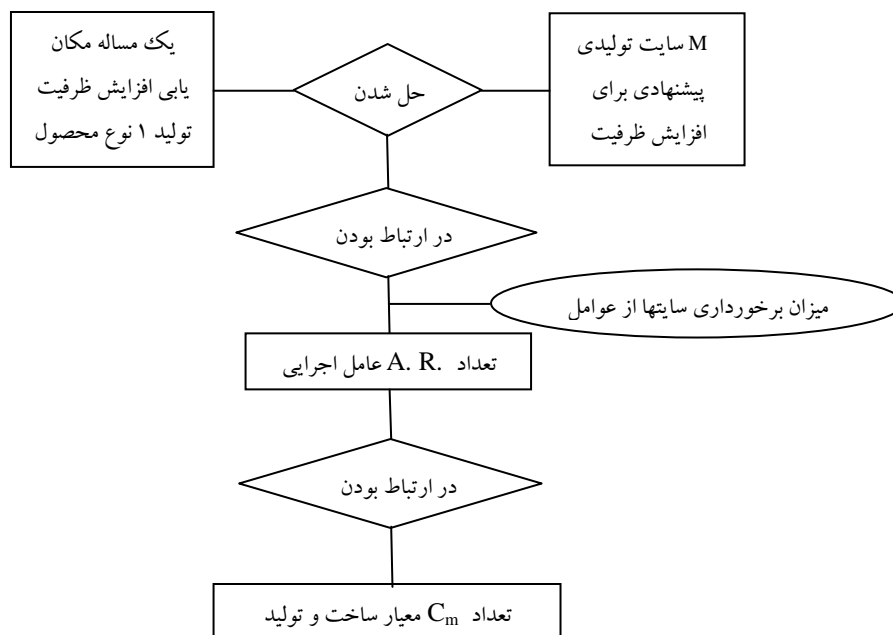 M سایت تولیدی
پیشنهادی برای
افزایش ظرفیت
حل شدن
یک مساله مکان
یابی افزایش ظرفیت
تولید ۱ نوع محصول
در ارتباط بودن
میزان برخورداری سایتها از عوامل
تعداد A. R. عامل اجرایی
در ارتباط بودن
تعداد Cm معیار ساخت و تولید